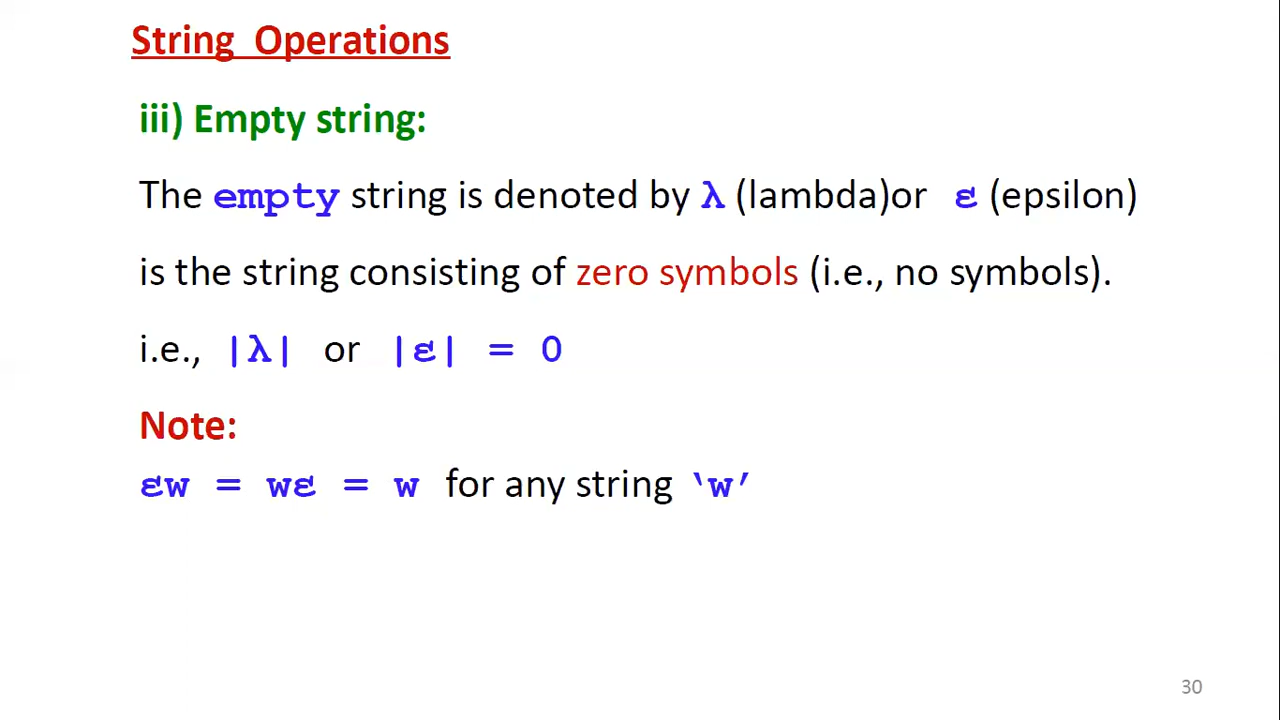 String Operations
iii) Empty string:
The empty string is denoted by λ (lambda)or ε (epsilon)
is the string consisting of zero symbols (i.e., no symbols).
i.e., |λ| or |ε| = 0
Note:
εw = wε = w for any string ‛w’
30